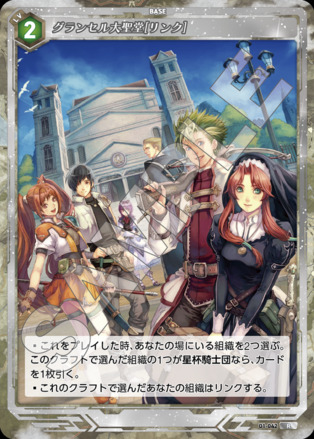 BASE
LV
2
グランセル大聖堂[リンク]
・これをプレイした時、あなたの場にいる組織を2つ選ぶ。
このクラフトで選んだ組織の1つが星杯騎士団なら、カード
を1枚引く。
・これのクラフトで選んだあなたの組織はリンクする。